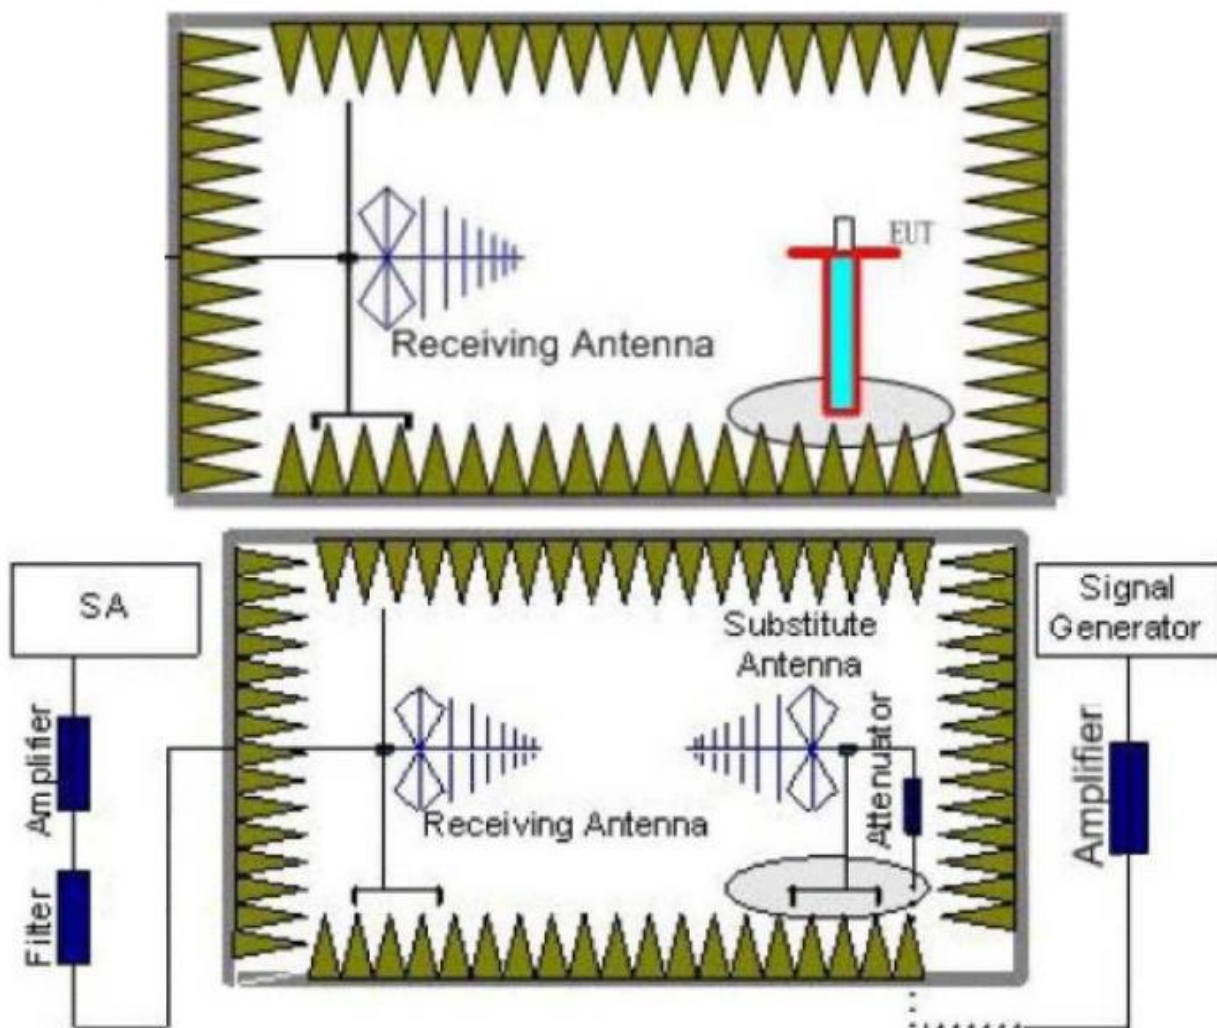 EUT
Receiving Antenna
SA
Signal
Generator
Substitute
Antenna
Attenuator
Amplifier
Amplifier
Receiving Antenna
Filter